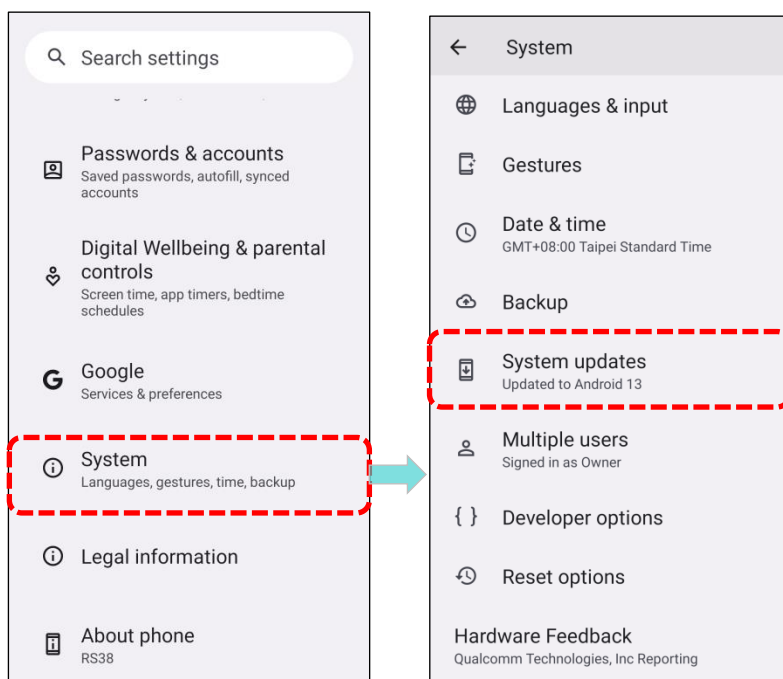 Search settings
Passwords & accounts
Saved passwords, autofill, synced
accounts
Digital Wellbeing & parental
controls
Screen time, app timers, bedtime
schedules
Google
Services & preferences
System
Languages, gestures, time, backup
Legal information
About phone
RS38
System
Languages & input
Gestures
Date & time
GMT+08:00 Taipei Standard Time
Backup
System updates
Updated to Android 13
Multiple users
Signed in as Owner
{ } Developer options
Reset options
Hardware Feedback
Qualcomm Technologies, Inc Reporting